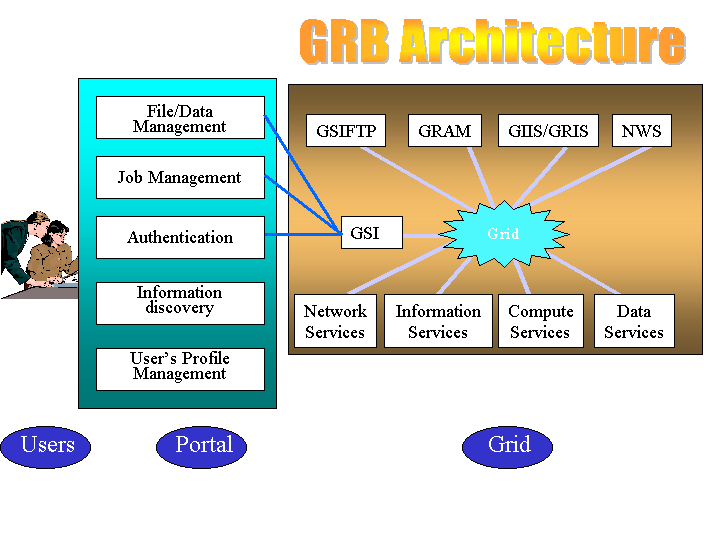 GRB Architecture
File/Data
Management
Job Management
Authentication
Information
discovery
User's Profile
Management
GSIFTP
GRAM
GIIS/GRIS
NWS
GSI
Grid
Network
Services
Information
Services
Compute
Services
Data
Services
Users
Portal
Grid